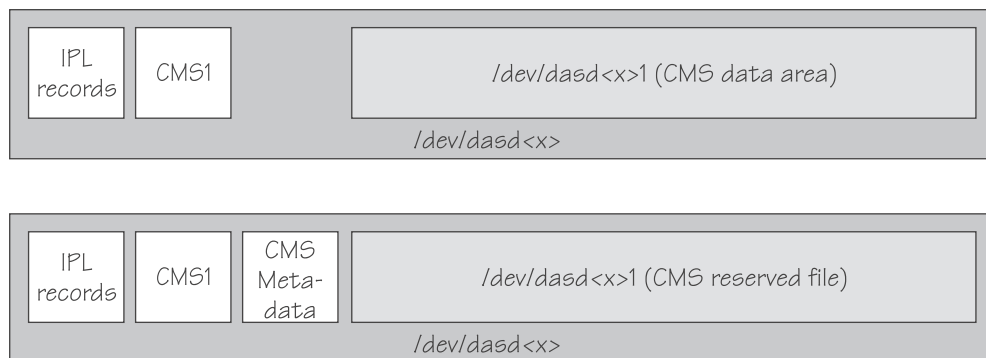 IPL
records
CMS1
/dev/dasd<x>1 (CMS data area)
/dev/dasd<x>
IPL
records
CMS1
CMS
Meta-
data
/dev/dasd<x>1 (CMS reserved file)
/dev/dasd<x>